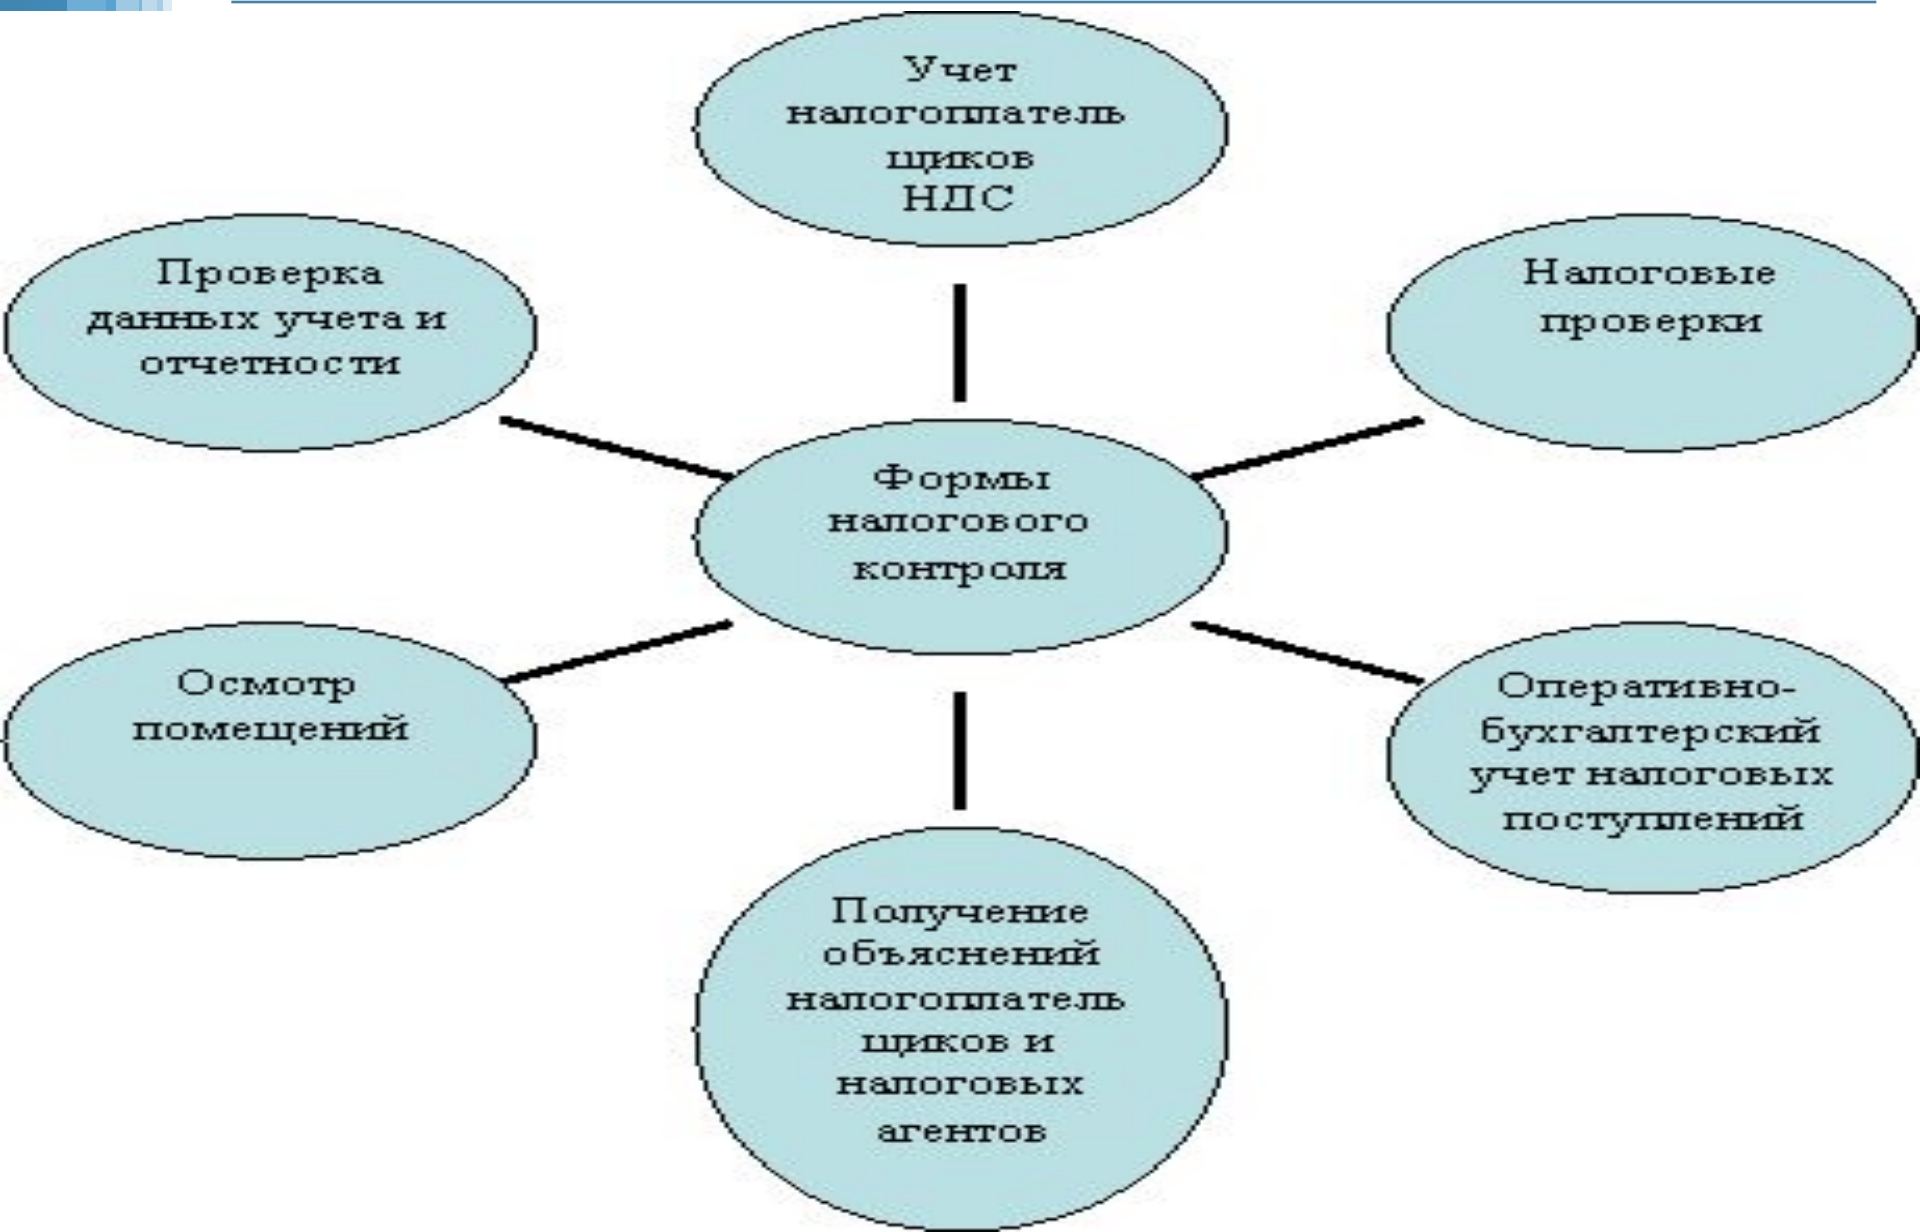 Учет
налогоплатель
щиков
НДС
Проверка
данных учета и
отчетности
Налоговые
проверки
Формы
налогового
контроля
Осмотр
помещений
Оперативно-
бухгалтерский
учет налоговых
поступлений
Получение
объяснений
налогоплатель
щиков и
налоговых
агентов